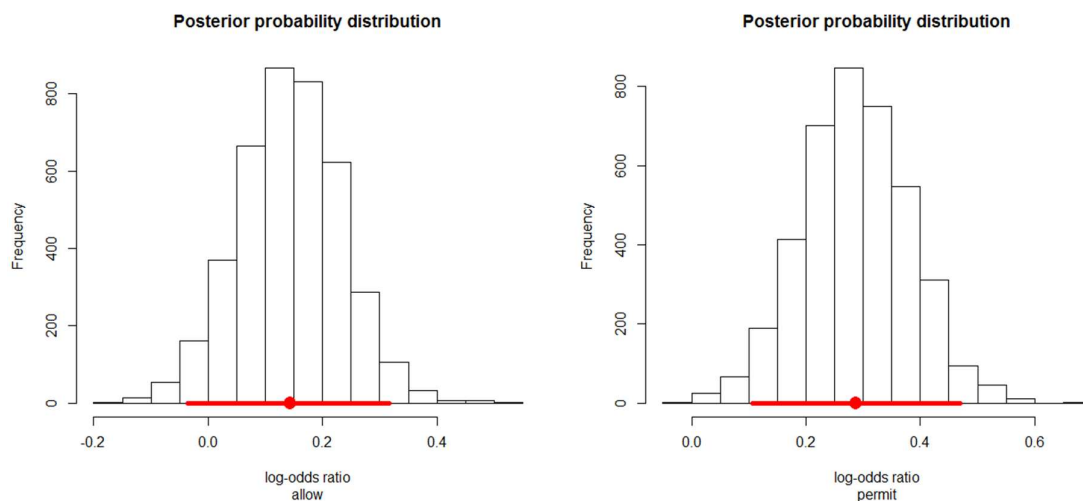 Posterior probability distribution
Frequency
800
600
400
200
0
-0.2
0.0
0.2
0.4
log-odds ratio
allow
Posterior probability distribution
Frequency
800
600
400
200
0
0.0
0.2
0.4
0.6
log-odds ratio
permit